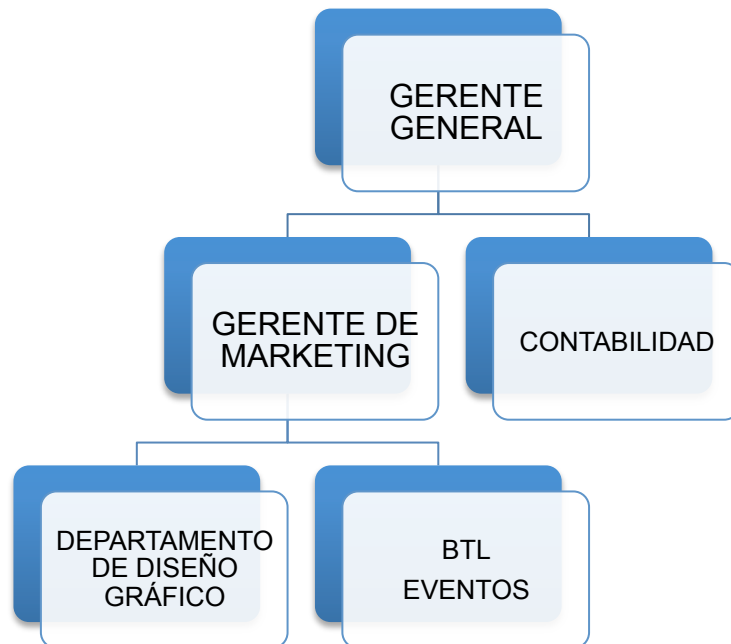 GERENTE
GENERAL
GERENTE DE
MARKETING
CONTABILIDAD
DEPARTAMENTO
DE DISEÑO
GRÁFICO
BTL
EVENTOS